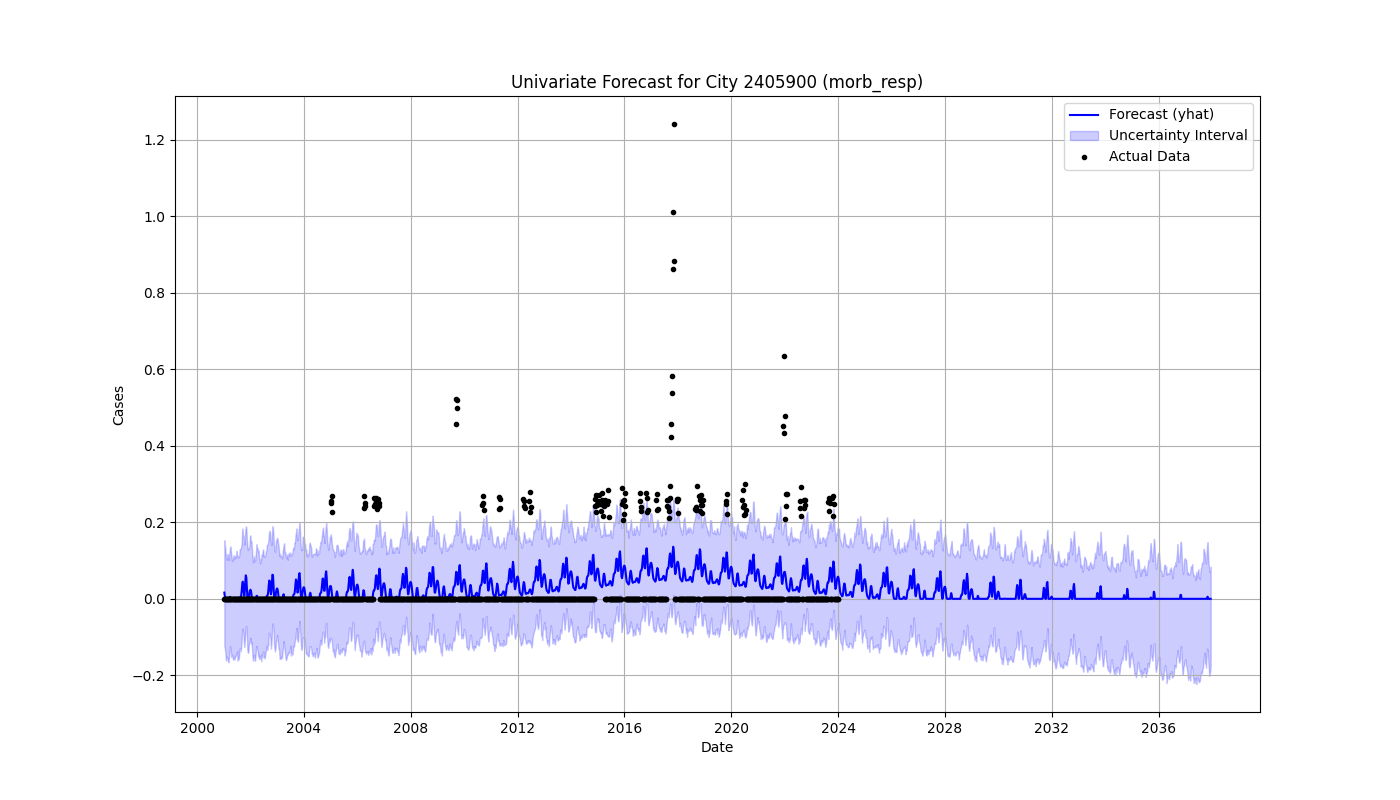 Univariate Forecast for City 2405900 (morb_resp)
Forecast (yhat)
Uncertainty Interval
Actual Data
1.2
1.0
0.8
0.6
0.4
0.2
0.0
−0.2
Cases
2000 2004 2008 2012 2016 2020 2024 2028 2032 2036
Date